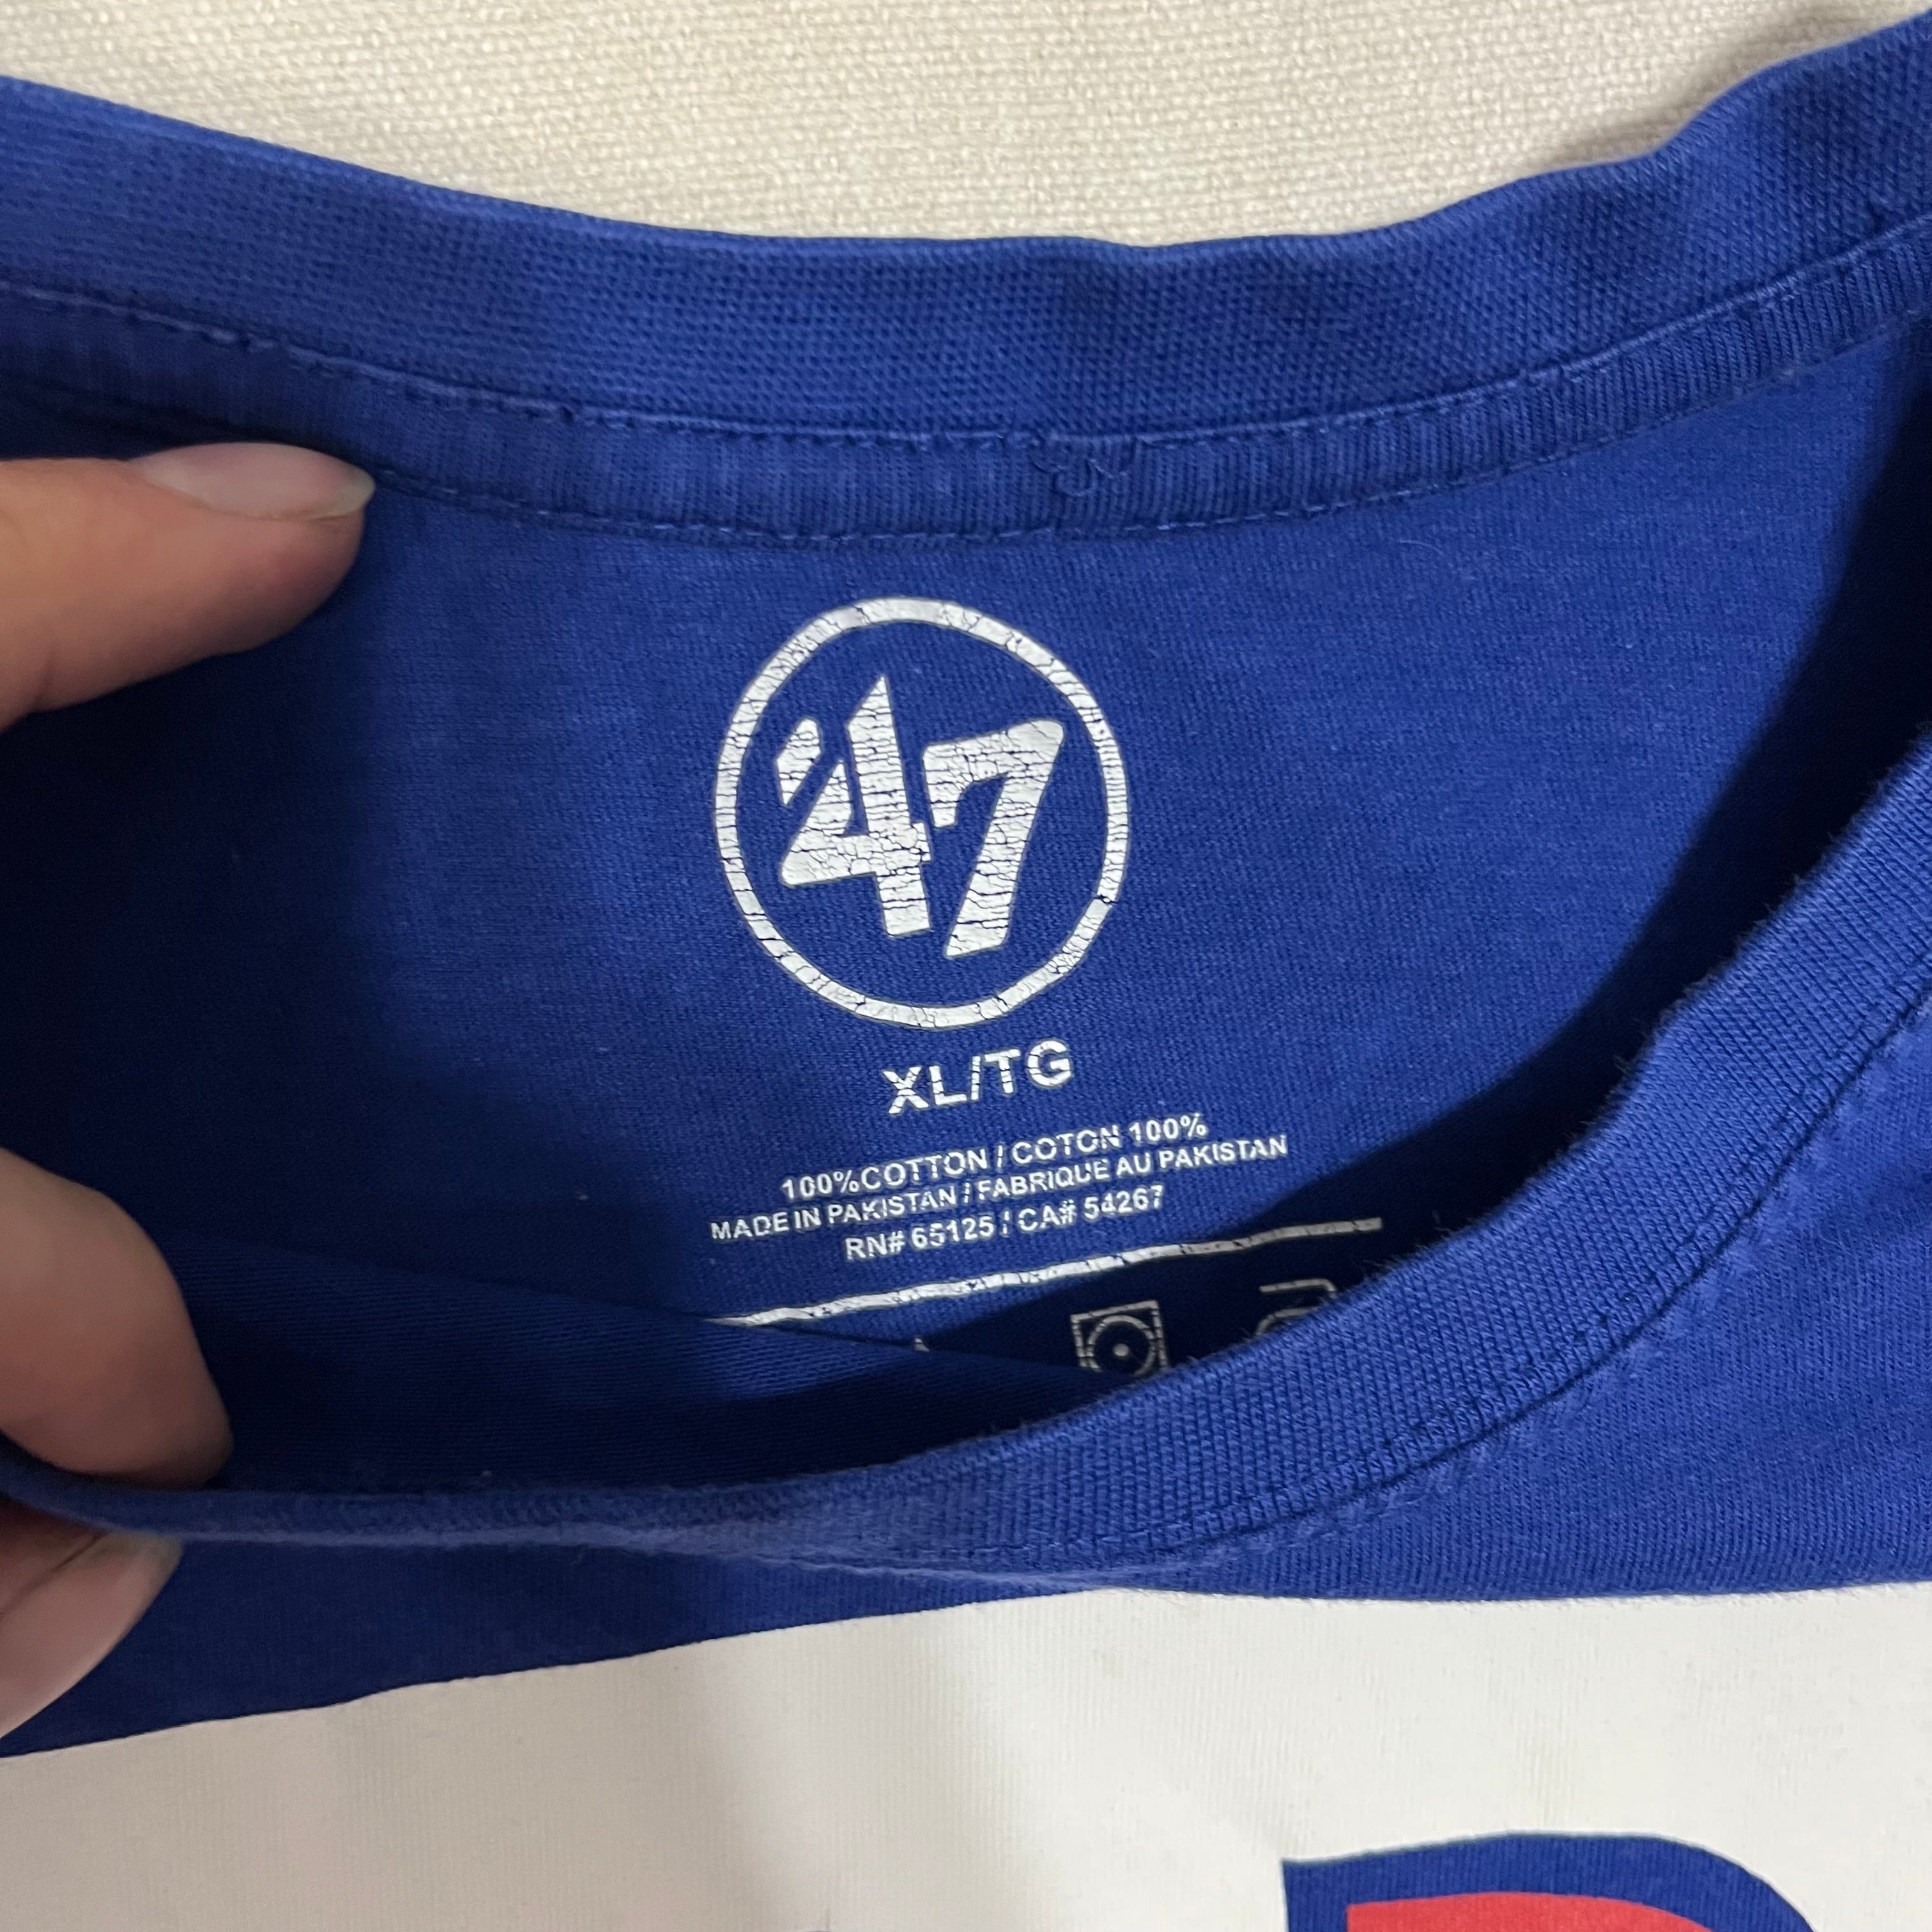 '47
XL/TG
100%COTTON / COTON 100%
MADE IN PAKISTAN / FABRIQUE AU PAKISTAN
RN# 65125 / CA# 54267